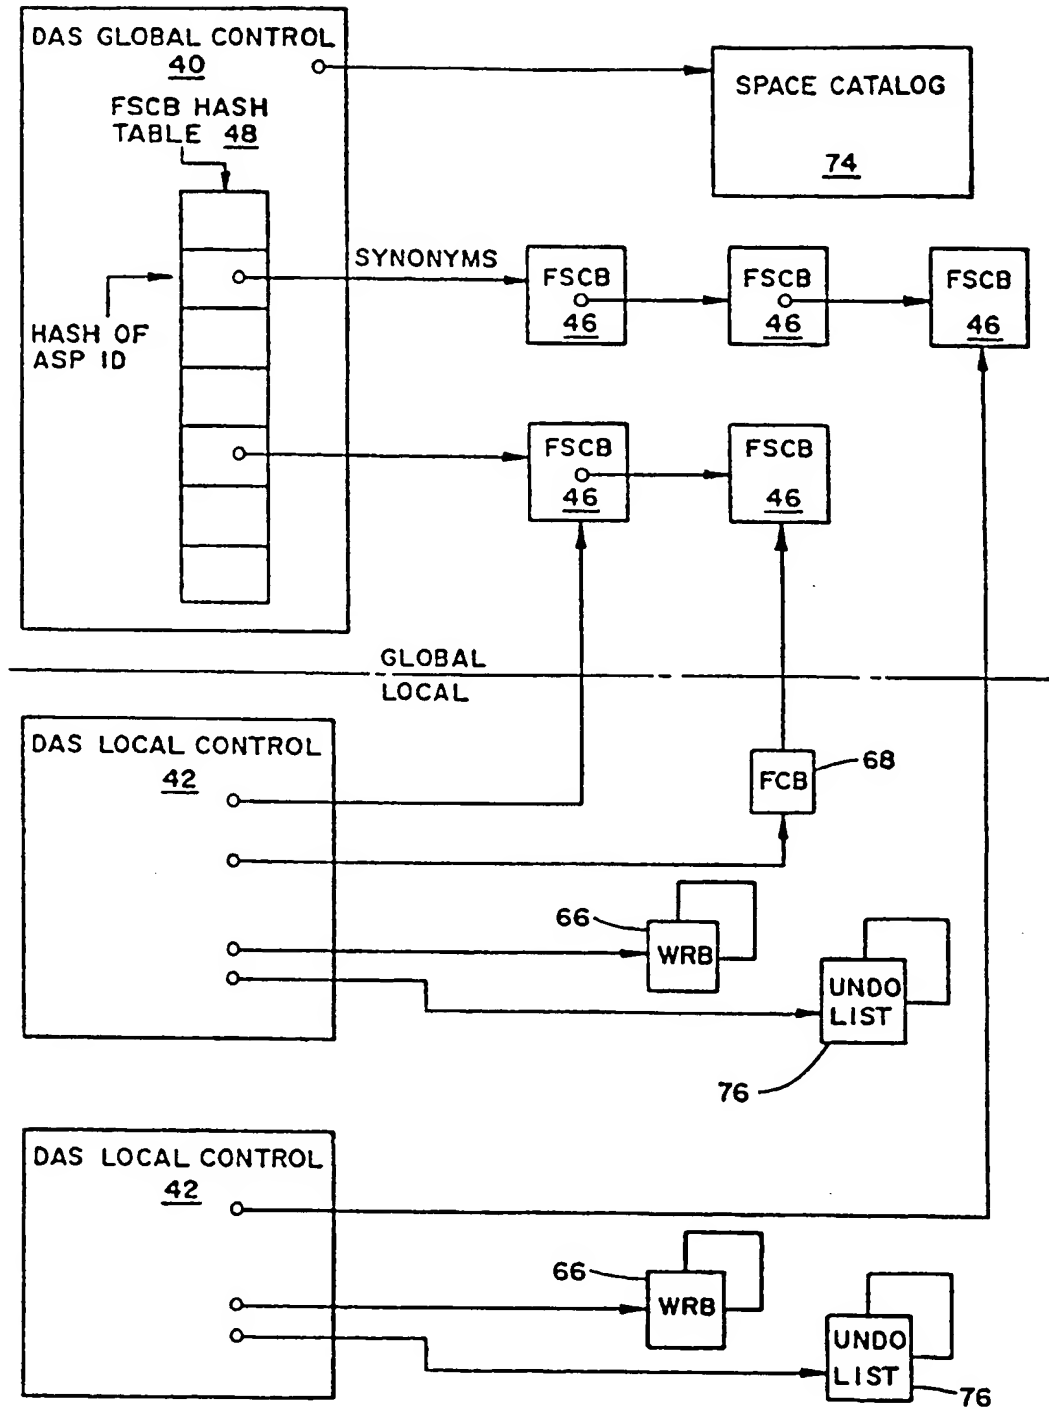 DAS GLOBAL CONTROL
40
FSCB HASH
TABLE 48
SPACE CATALOG
74
SYNONYMS
HASH OF
ASP ID
FSCB
46
FSCB
46
FSCB
46
FSCB
46
FSCB
46
GLOBAL
LOCAL
DAS LOCAL CONTROL
42
FCB
68
66
WRB
UNDO
LIST
76
DAS LOCAL CONTROL
42
66
WRB
UNDO
LIST
76